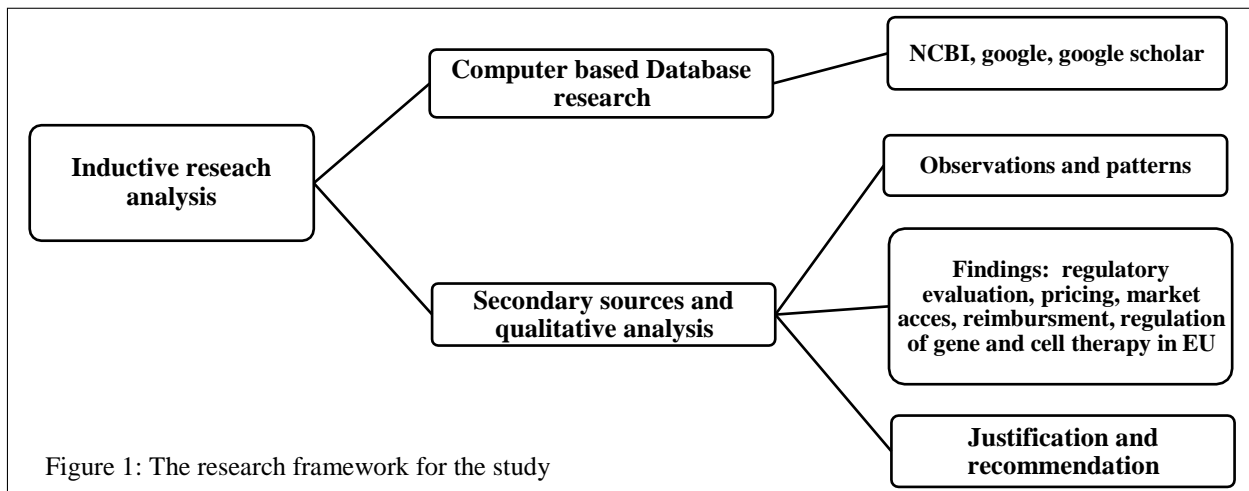 Inductive reseach
analysis
Computer based Database
research
NCBI, google, google scholar
Secondary sources and
qualitative analysis
Observations and patterns
Findings: regulatory
evaluation, pricing, market
acces, reimbursment, regulation
of gene and cell therapy in EU
Justification and
recommendation
Figure 1: The research framework for the study